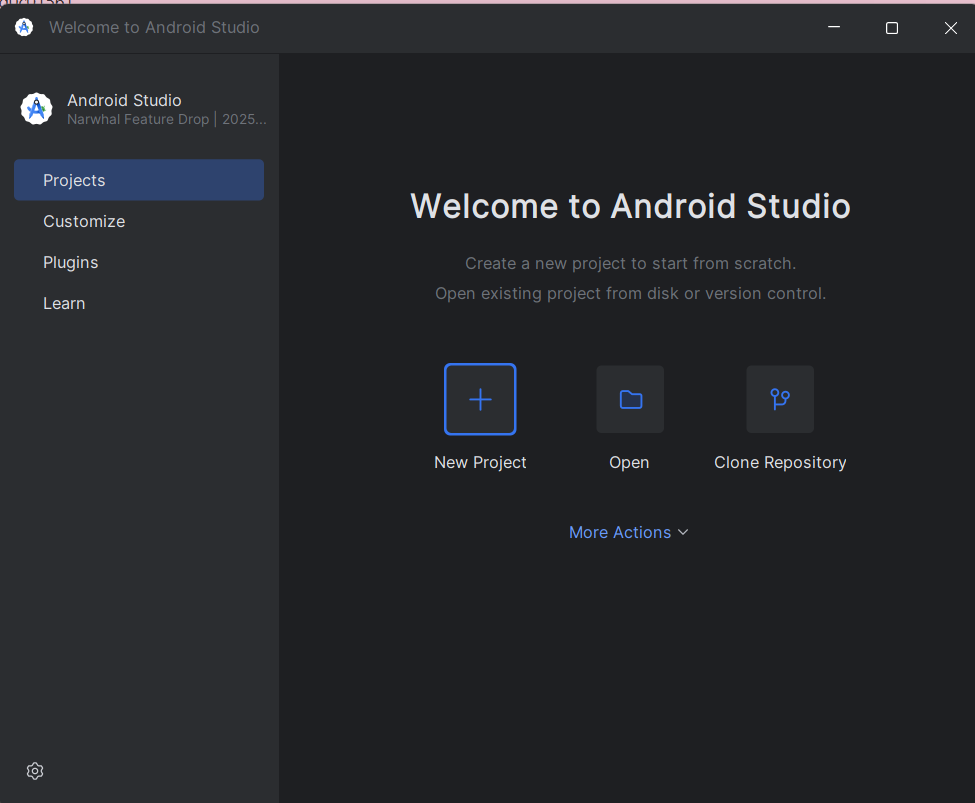 Welcome to Android Studio
Android Studio
Narwhal Feature Drop | 2025...
Projects
Customize
Plugins
Learn
Welcome to Android Studio
Create a new project to start from scratch.
Open existing project from disk or version control.
New Project
Open
Clone Repository
More Actions